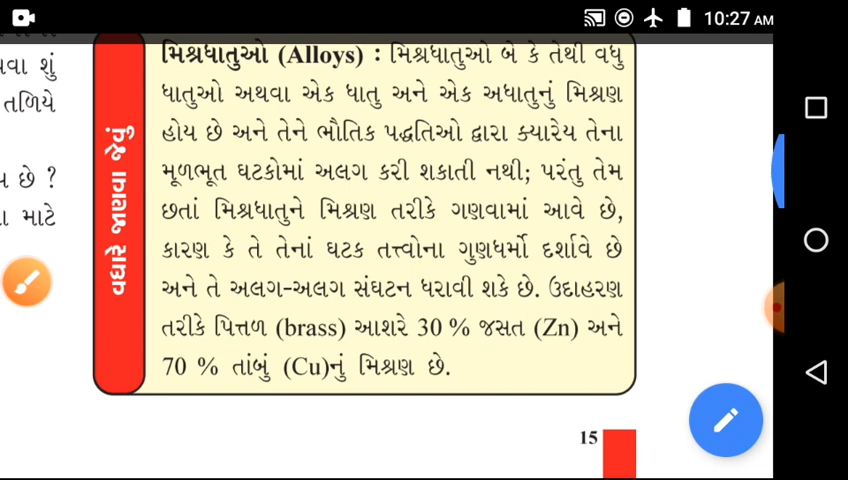 10:27 AM
વા શું
તળિયે
છે ?
માટે
વધારે જાણવા જેવું
મિશ્રધાતુઓ (Alloys) : મિશ્રધાતુઓ બે કે તેથી વધુ
ધાતુઓ અથવા એક ધાતુ અને એક અધાતુનું મિશ્રણ
હોય છે અને તેને ભૌતિક પદ્ધતિઓ દ્વારા ક્યારેય તેના
મૂળભૂત ઘટકોમાં અલગ કરી શકાતી નથી; પરંતુ તેમ
છતાં મિશ્રધાતુને મિશ્રણ તરીકે ગણવામાં આવે છે,
કારણ કે તે તેનાં ઘટક તત્ત્વોના ગુણધર્મો દર્શાવે છે
અને તે અલગ-અલગ સંઘટન ધરાવી શકે છે. ઉદાહરણ
તરીકે પિત્તળ (brass) આશરે 30 % જસત (Zn) અને
70 % તાંબું (Cu)નું મિશ્રણ છે.
15